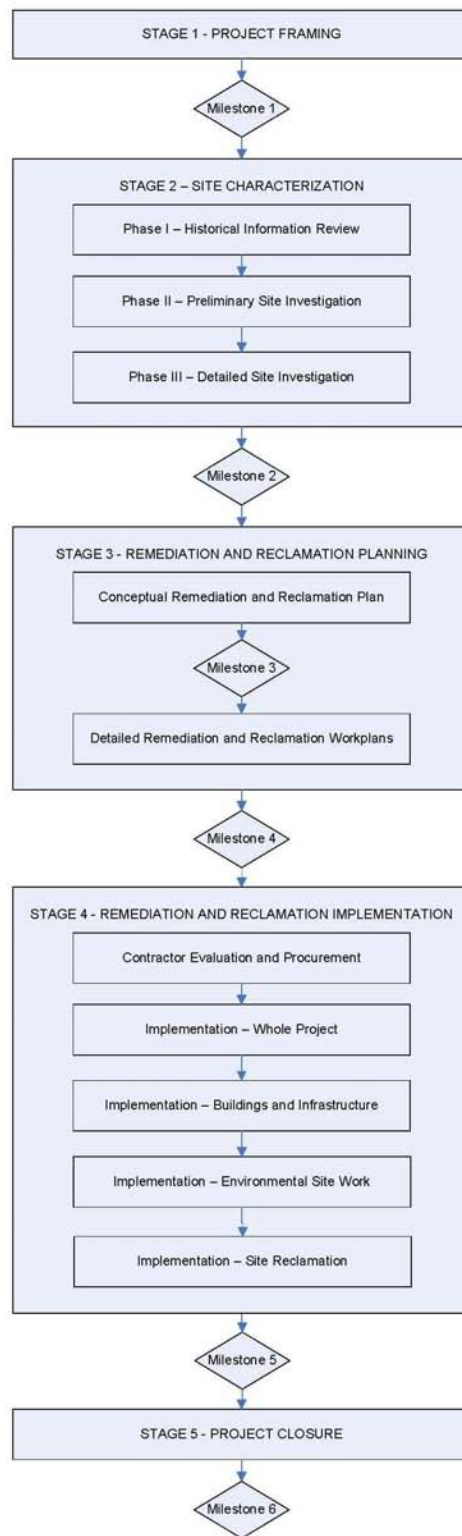 STAGE 1 - PROJECT FRAMING
Milestone 1
STAGE 2 – SITE CHARACTERIZATION
Phase I – Historical Information Review
Phase II – Preliminary Site Investigation
Phase III – Detailed Site Investigation
Milestone 2
STAGE 3 - REMEDIATION AND RECLAMATION PLANNING
Conceptual Remediation and Reclamation Plan
Milestone 3
Detailed Remediation and Reclamation Workplans
Milestone 4
STAGE 4 - REMEDIATION AND RECLAMATION IMPLEMENTATION
Contractor Evaluation and Procurement
Implementation – Whole Project
Implementation – Buildings and Infrastructure
Implementation – Environmental Site Work
Implementation – Site Reclamation
Milestone 5
STAGE 5 - PROJECT CLOSURE
Milestone 6